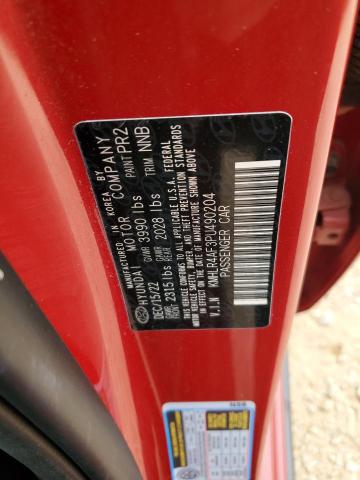 MFD. IN KOREA BY
HYUNDAI MOTOR COMPANY
DEC/15/22 GVWR 3990 lbs PAINT PR2
GAWR FRONT 2315 lbs GAWR REAR 2028 lbs TRIM NNB
THIS VEHICLE CONFORMS TO ALL APPLICABLE U.S.A. FEDERAL
MOTOR VEHICLE SAFETY, BUMPER, AND THEFT PREVENTION STANDARDS
IN EFFECT ON THE DATE OF MANUFACTURE SHOWN ABOVE.
KMHLR4AF3PU490204
V.I.N PASSENGER CAR